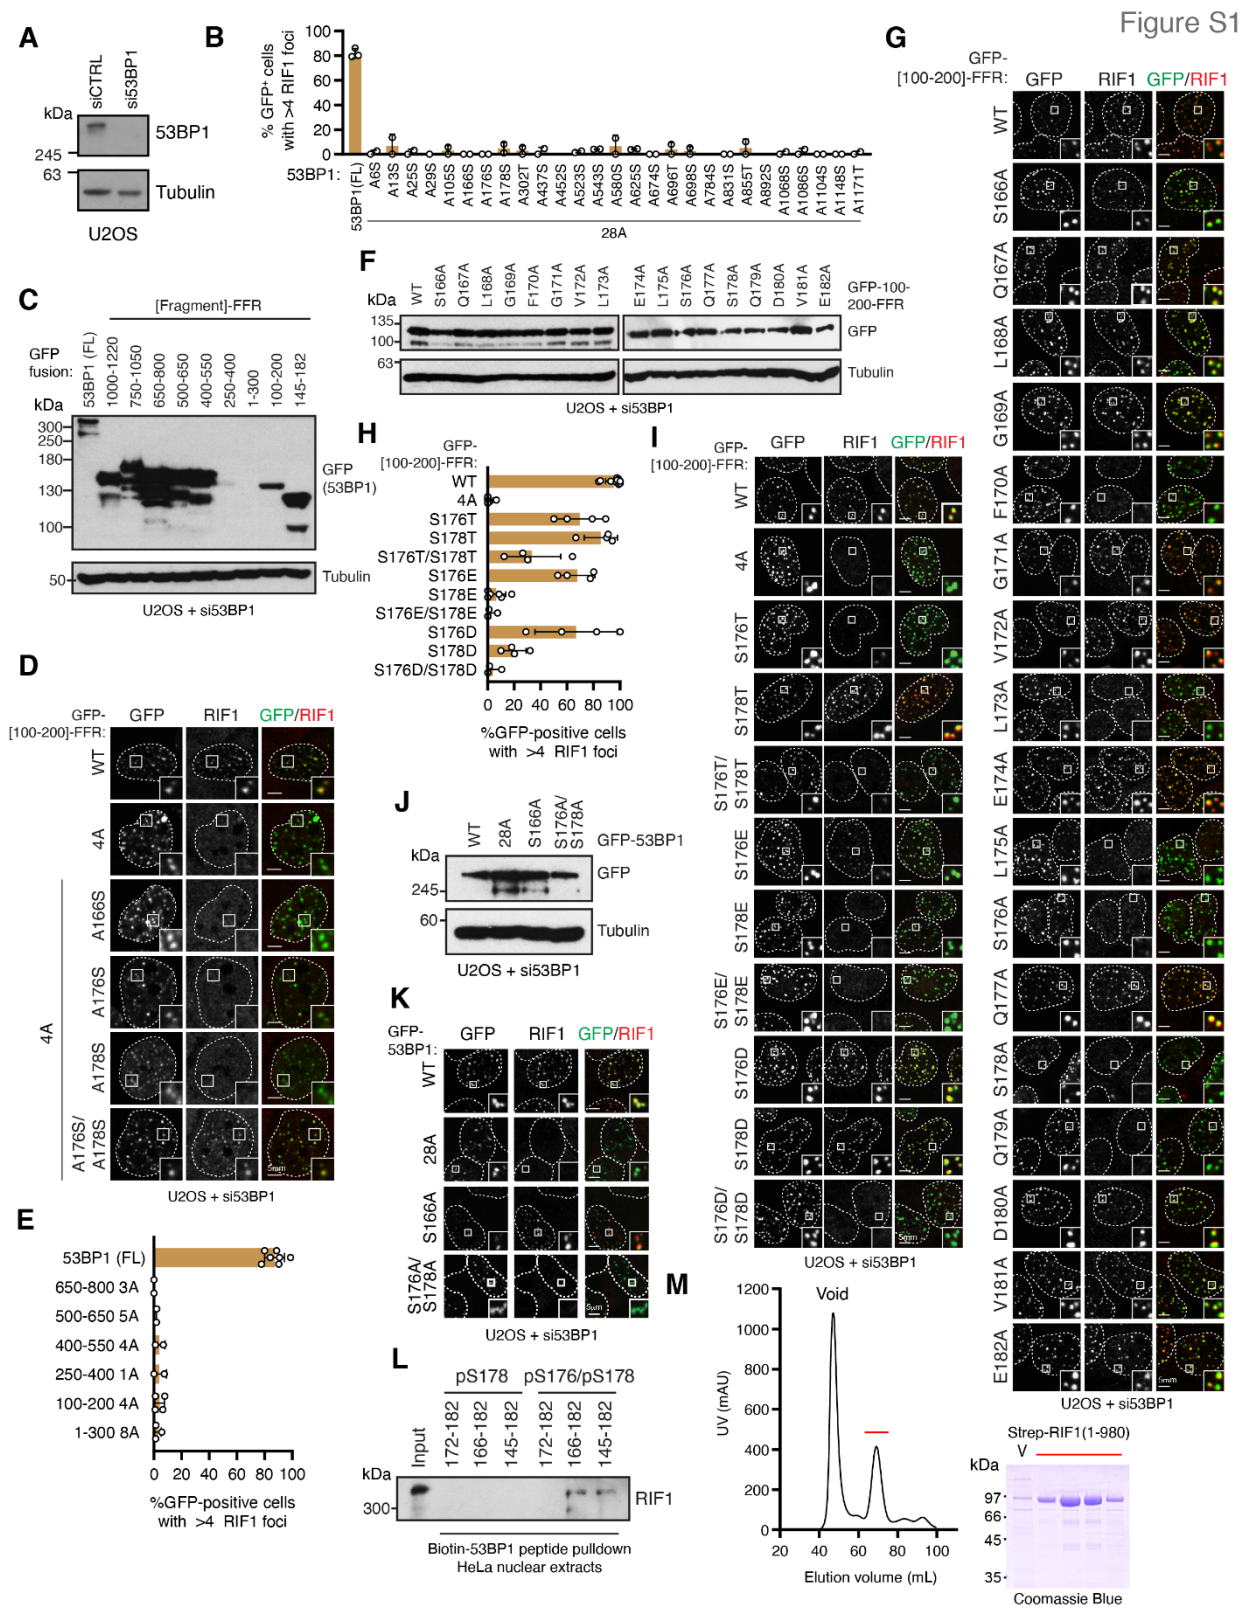 Figure S1
A
siCTRL
si53BP1
kDa
245
53BP1
63
Tubulin
U2OS
B
% GFP+ cells
with >4 RIF1 foci
100
80
60
40
20
0
53BP1:
53BP1(FL)
A6S
A13S
A25S
A29S
A105S
A166S
A176S
A178S
A302T
A437S
A452S
A523S
A543S
A580S
A625S
A674S
A696T
A698S
A784S
A831S
A855T
A892S
A1068S
A1086S
A1104S
A1148S
A1171T
28A
C
[Fragment]-FFR
GFP
fusion:
53BP1 (FL)
1000-1220
750-1050
650-800
500-650
400-550
250-400
1-300
100-200
145-182
kDa
300
250
180
130
100
GFP
(53BP1)
50
Tubulin
U2OS + si53BP1
D
GFP-
[100-200]-FFR:
GFP
RIF1
GFP/RIF1
WT
4A
A166S
A176S
A178S
A176S/
A178S
4A
5mm
U2OS + si53BP1
E
53BP1 (FL)
650-800 3A
500-650 5A
400-550 4A
250-400 1A
100-200 4A
1-300 8A
0 20 40 60 80 100
%GFP-positive cells
with >4 RIF1 foci
F
kDa
WT
S166A
Q167A
L168A
G169A
F170A
G171A
V172A
L173A
E174A
L175A
S176A
Q177A
S178A
Q179A
D180A
V181A
E182A
GFP-100-
200-FFR
135
100
GFP
63
Tubulin
U2OS + si53BP1
G
GFP-
[100-200]-FFR:
GFP
RIF1
GFP/RIF1
WT
S166A
Q167A
L168A
G169A
F170A
G171A
V172A
L173A
E174A
L175A
S176A
Q177A
S178A
Q179A
D180A
V181A
E182A
5mm
U2OS + si53BP1
H
GFP-
[100-200]-FFR:
WT
4A
S176T
S178T
S176T/S178T
S176E
S178E
S176E/S178E
S176D
S178D
S176D/S178D
0 20 40 60 80 100
%GFP-positive cells
with >4 RIF1 foci
I
GFP-
[100-200]-FFR:
GFP
RIF1
GFP/RIF1
WT
4A
S176T
S178T
S176T/
S178T
S176E
S178E
S176E/
S178E
S176D
S178D
S176D/
S178D
5mm
U2OS + si53BP1
J
WT
28A
S166A
S176A/
S178A
GFP-53BP1
kDa
245
GFP
60
Tubulin
U2OS + si53BP1
K
GFP-
53BP1:
GFP
RIF1
GFP/RIF1
WT
28A
S166A
S176A/
S178A
5µm
U2OS + si53BP1
L
pS178
pS176/pS178
Input
172-182
166-182
145-182
172-182
166-182
145-182
kDa
300
RIF1
Biotin-53BP1 peptide pulldown
HeLa nuclear extracts
M
UV (mAU)
1200
1000
800
600
400
200
0
Void
20 40 60 80 100
Elution volume (mL)
Strep-RIF1(1-980)
V
kDa
97
66
45
35
Coomassie Blue